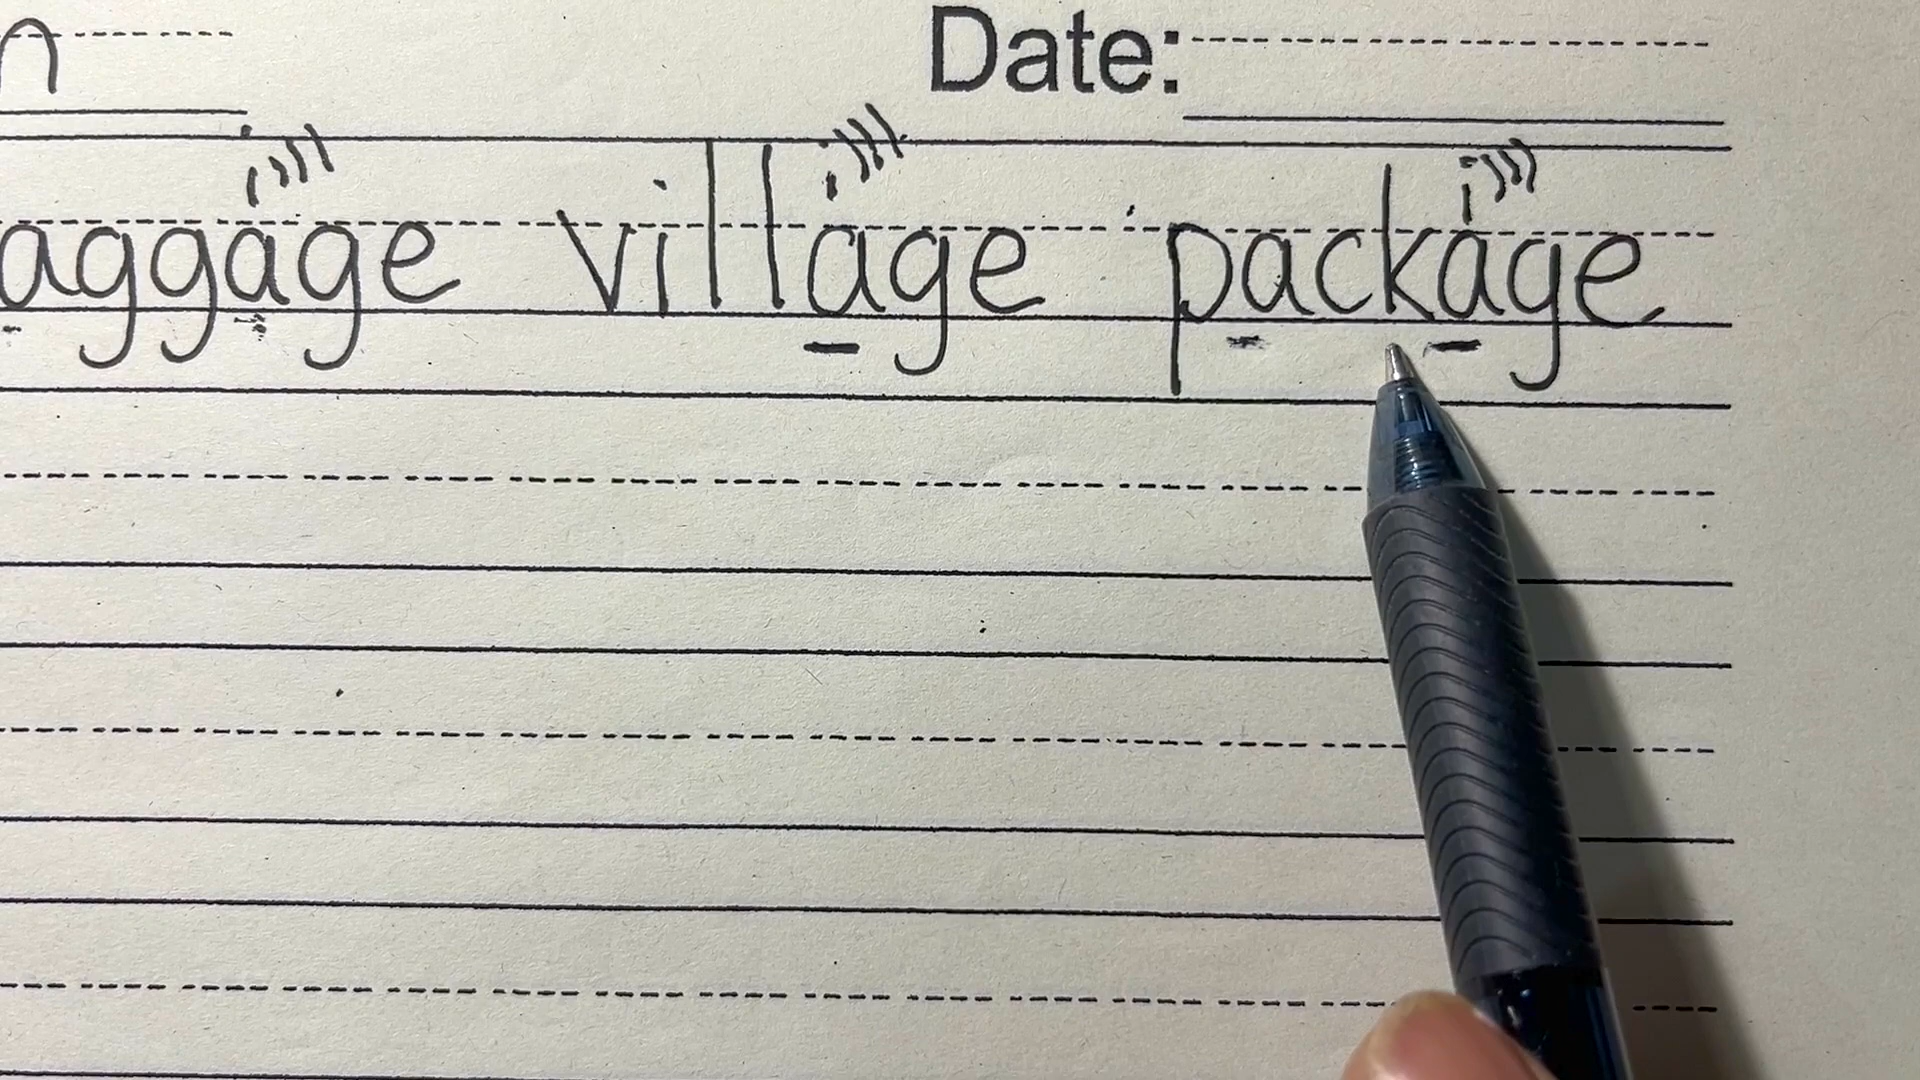 n Date:
i))) i))) i)))
aggage village package